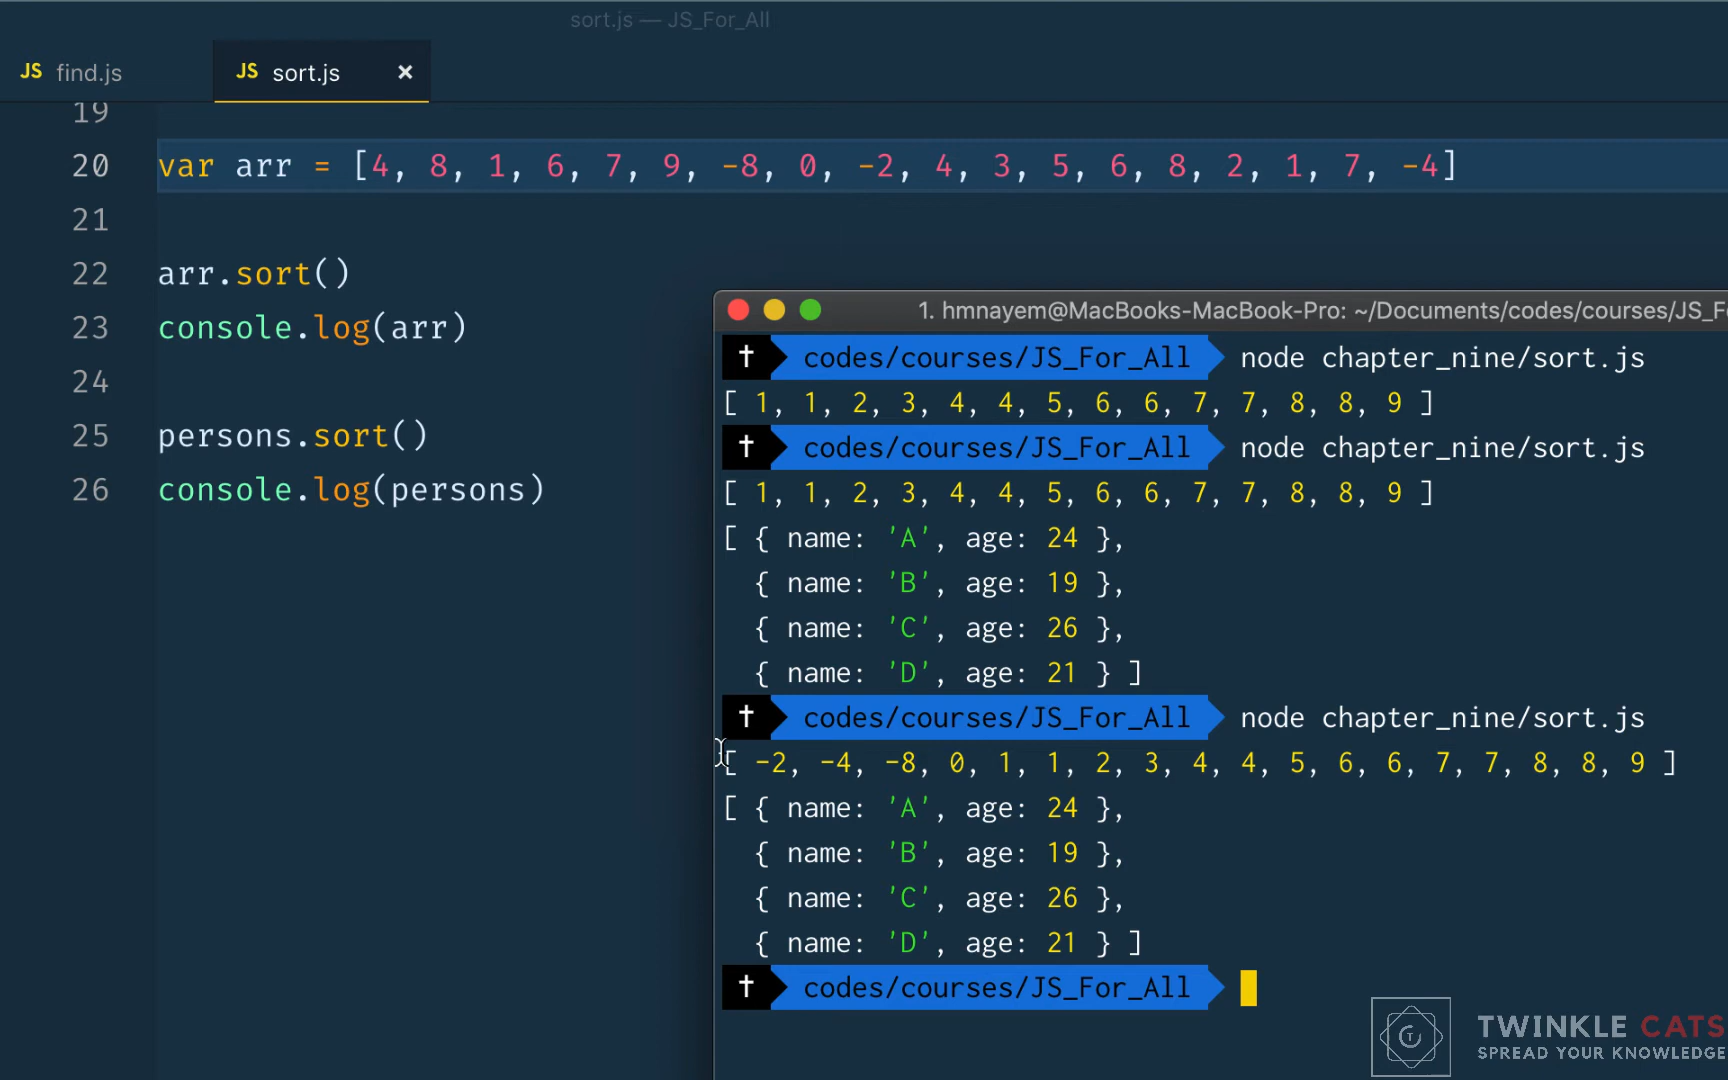 sort.js — JS_For_All
JS find.js
JS sort.js ×
19
20 var arr = [4, 8, 1, 6, 7, 9, -8, 0, -2, 4, 3, 5, 6, 8, 2, 1, 7, -4]
21
22 arr.sort()
23 console.log(arr)
24
25 persons.sort()
26 console.log(persons)
1. hmnayem@MacBooks-MacBook-Pro: ~/Documents/codes/courses/JS_F
† codes/courses/JS_For_All node chapter_nine/sort.js
[ 1, 1, 2, 3, 4, 4, 5, 6, 6, 7, 7, 8, 8, 9 ]
† codes/courses/JS_For_All node chapter_nine/sort.js
[ 1, 1, 2, 3, 4, 4, 5, 6, 6, 7, 7, 8, 8, 9 ]
[ { name: 'A', age: 24 },
{ name: 'B', age: 19 },
{ name: 'C', age: 26 },
{ name: 'D', age: 21 } ]
† codes/courses/JS_For_All node chapter_nine/sort.js
[ -2, -4, -8, 0, 1, 1, 2, 3, 4, 4, 5, 6, 6, 7, 7, 8, 8, 9 ]
[ { name: 'A', age: 24 },
{ name: 'B', age: 19 },
{ name: 'C', age: 26 },
{ name: 'D', age: 21 } ]
† codes/courses/JS_For_All
TWINKLE CATS
SPREAD YOUR KNOWLEDGE